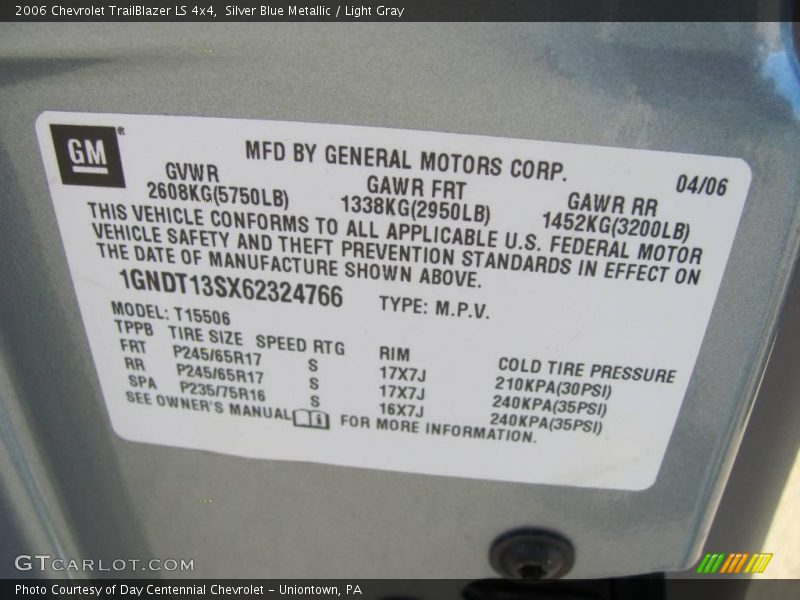 2006 Chevrolet TrailBlazer LS 4x4,  Silver Blue Metallic / Light Gray
GM®
MFD BY GENERAL MOTORS CORP.
04/06
GVWR GAWR FRT GAWR RR
2608KG(5750LB) 1338KG(2950LB) 1452KG(3200LB)
THIS VEHICLE CONFORMS TO ALL APPLICABLE U.S. FEDERAL MOTOR
VEHICLE SAFETY AND THEFT PREVENTION STANDARDS IN EFFECT ON
THE DATE OF MANUFACTURE SHOWN ABOVE.
1GNDT13SX62324766 TYPE: M.P.V.
MODEL: T15506
TPPB TIRE SIZE SPEED RTG RIM COLD TIRE PRESSURE
FRT P245/65R17 S 17X7J 210KPA(30PSI)
RR P245/65R17 S 17X7J 240KPA(35PSI)
SPA P235/75R16 S 16X7J 240KPA(35PSI)
SEE OWNER'S MANUAL FOR MORE INFORMATION.
GTCARLOT.COM
Photo Courtesy of Day Centennial Chevrolet - Uniontown, PA